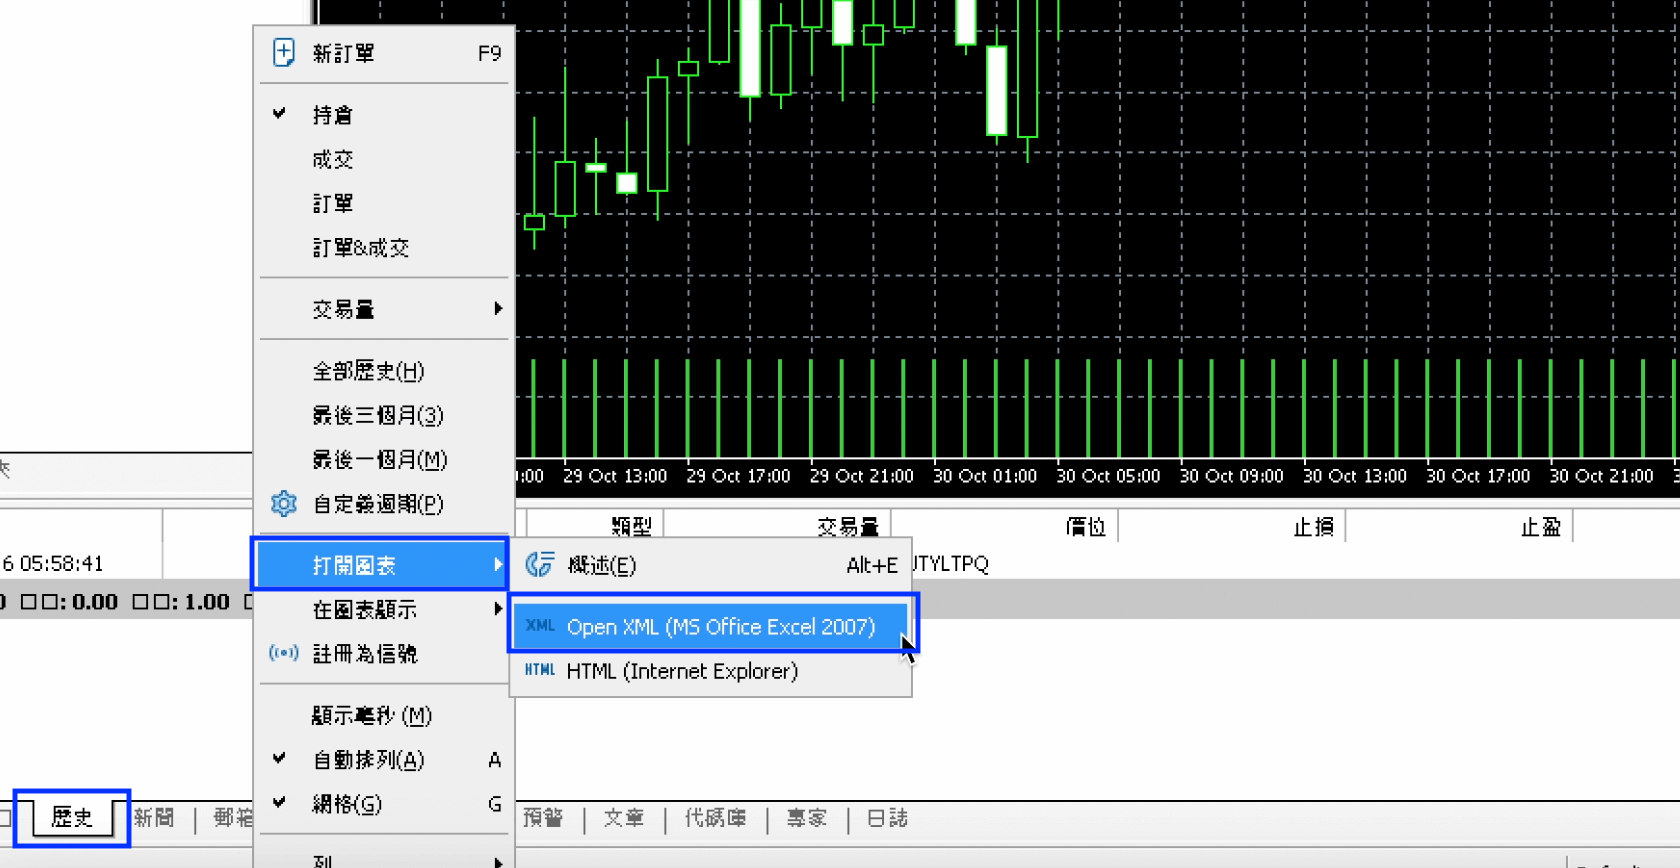 新訂單 F9
持倉
成交
訂單
訂單&成交
交易量
全部歷史(H)
最後三個月(3)
最後一個月(M)
自定義週期(P)
打開圖表
在圖表顯示
註冊為信號
顯示毫秒 (M)
自動排列(A) A
網格(G) G
列
:00 29 Oct 13:00 29 Oct 17:00 29 Oct 21:00 30 Oct 01:00 30 Oct 05:00 30 Oct 09:00 30 Oct 13:00 30 Oct 17:00 30 Oct 21:00
類型 交易量 價位 止損 止盈
6 05:58:41 JTYLTPQ
: 0.00 : 1.00
概述(E) Alt+E
XML Open XML (MS Office Excel 2007)
HTML HTML (Internet Explorer)
歷史 新聞 | 郵箱 預警 | 文章 | 代碼庫 | 專家 | 日誌